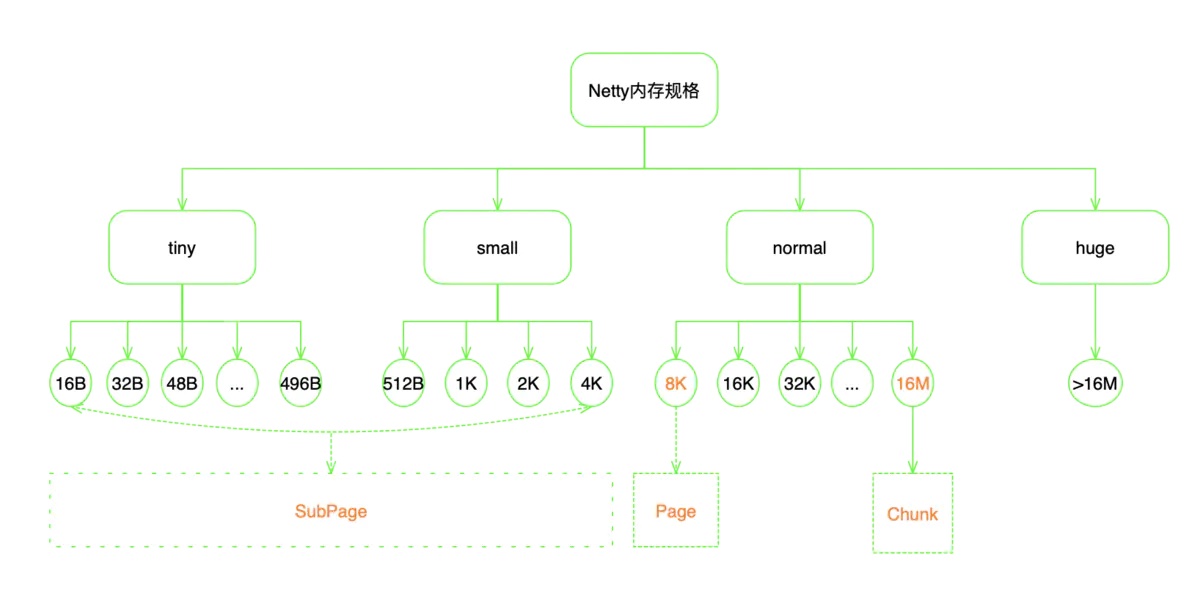 Netty内存规格
tiny
small
normal
huge
16B
32B
48B
...
496B
512B
1K
2K
4K
8K
16K
32K
...
16M
>16M
SubPage
Page
Chunk